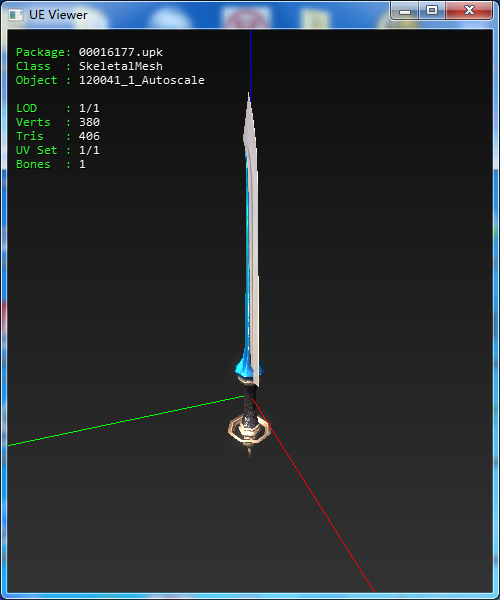 UE Viewer
Package: 00016177.upk
Class : SkeletalMesh
Object : 120041_1_Autoscale
LOD : 1/1
Verts : 380
Tris : 406
UV Set : 1/1
Bones : 1